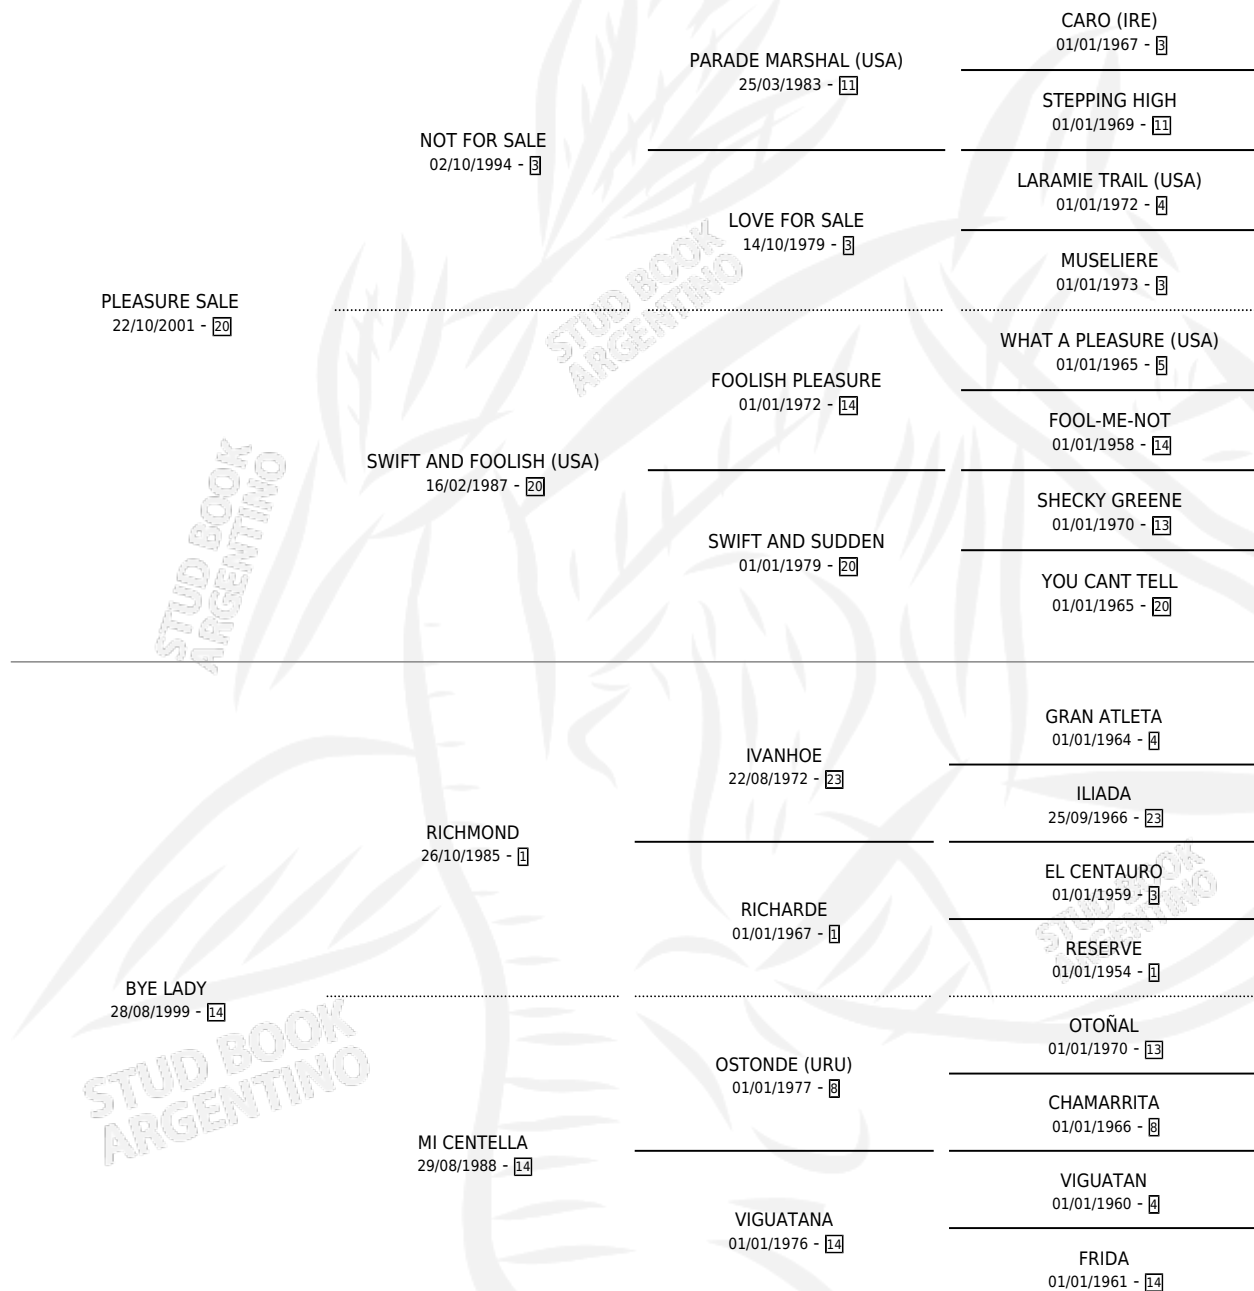 CARO (IRE)
01/01/1967 - 3
PARADE MARSHAL (USA)
25/03/1983 - 11
STEPPING HIGH
01/01/1969 - 11
NOT FOR SALE
02/10/1994 - 3
LARAMIE TRAIL (USA)
01/01/1972 - 4
LOVE FOR SALE
14/10/1979 - 3
MUSELIERE
01/01/1973 - 3
STUD BOOK
ARGENTINO
PLEASURE SALE
22/10/2001 - 20
WHAT A PLEASURE (USA)
01/01/1965 - 5
FOOLISH PLEASURE
01/01/1972 - 14
FOOL-ME-NOT
01/01/1958 - 14
SWIFT AND FOOLISH (USA)
16/02/1987 - 20
SHECKY GREENE
01/01/1970 - 13
SWIFT AND SUDDEN
01/01/1979 - 20
YOU CANT TELL
01/01/1965 - 20
STUD BOOK
ARGENTINO
GRAN ATLETA
01/01/1964 - 4
IVANHOE
22/08/1972 - 23
ILIADA
25/09/1966 - 23
RICHMOND
26/10/1985 - 1
EL CENTAURO
01/01/1959 - 3
RICHARDE
01/01/1967 - 1
RESERVE
01/01/1954 - 1
STUD BOOK
ARGENTINO
BYE LADY
28/08/1999 - 14
OTOÑAL
01/01/1970 - 13
OSTONDE (URU)
01/01/1977 - 8
CHAMARRITA
01/01/1966 - 8
STUD BOOK
ARGENTINO
MI CENTELLA
29/08/1988 - 14
VIGUATAN
01/01/1960 - 4
VIGUATANA
01/01/1976 - 14
FRIDA
01/01/1961 - 14